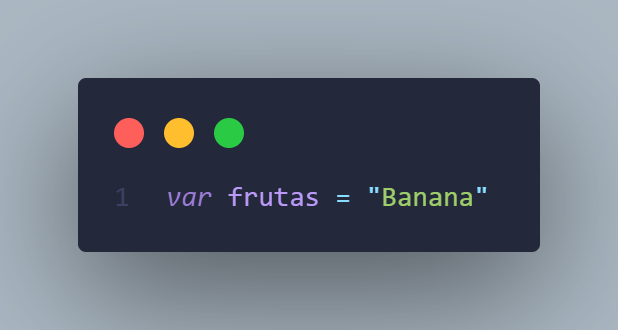 1 var frutas = "Banana"